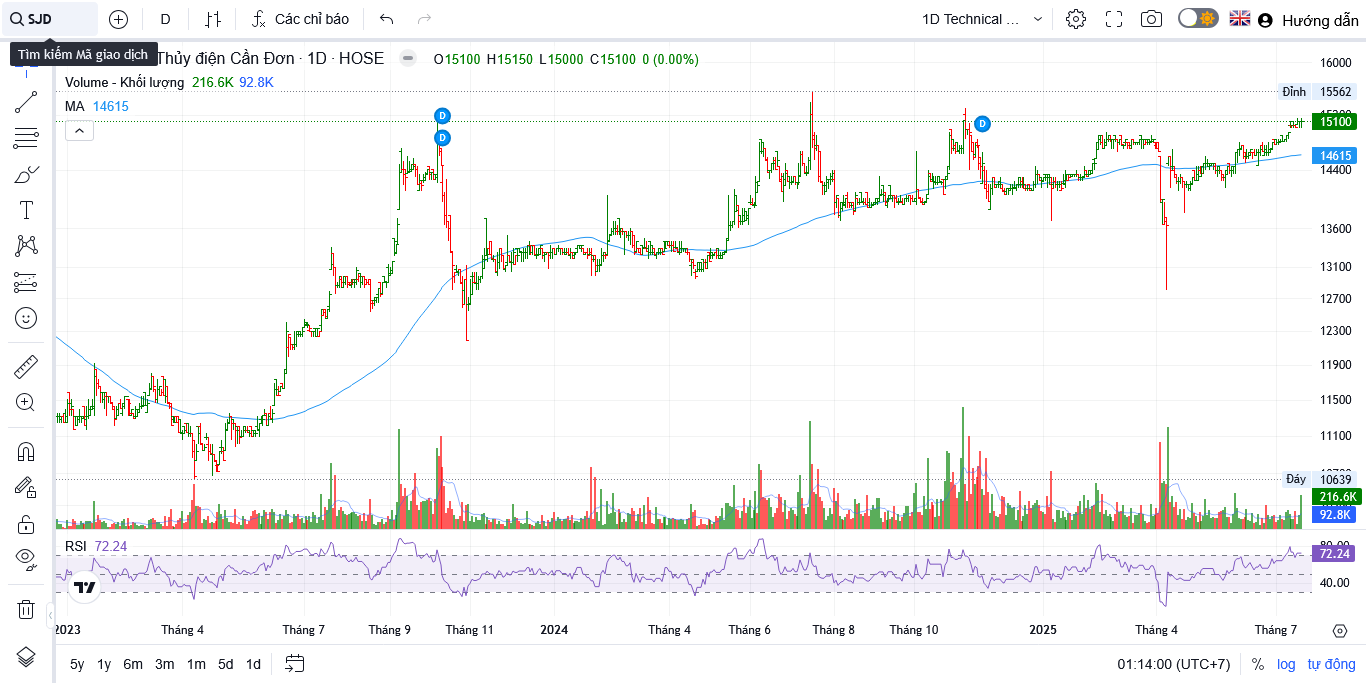 SJD
D
Các chỉ báo
1D Technical ...
Hướng dẫn
Tìm kiếm Mã giao dịch
Thủy điện Cần Đơn · 1D · HOSE
O15100 H15150 L15000 C15100 0 (0.00%)
Volume - Khối lượng 216.6K 92.8K
MA 14615
D
D
D
16000
Đỉnh 15562
15200
15100
14615
14400
13600
13100
12700
12300
11900
11500
11100
Đáy 10639
216.6K
92.8K
RSI 72.24
80.00
72.24
40.00
2023
Tháng 4
Tháng 7
Tháng 9
Tháng 11
2024
Tháng 4
Tháng 6
Tháng 8
Tháng 10
2025
Tháng 4
Tháng 7
5y 1y 6m 3m 1m 5d 1d
01:14:00 (UTC+7)
% log tự động